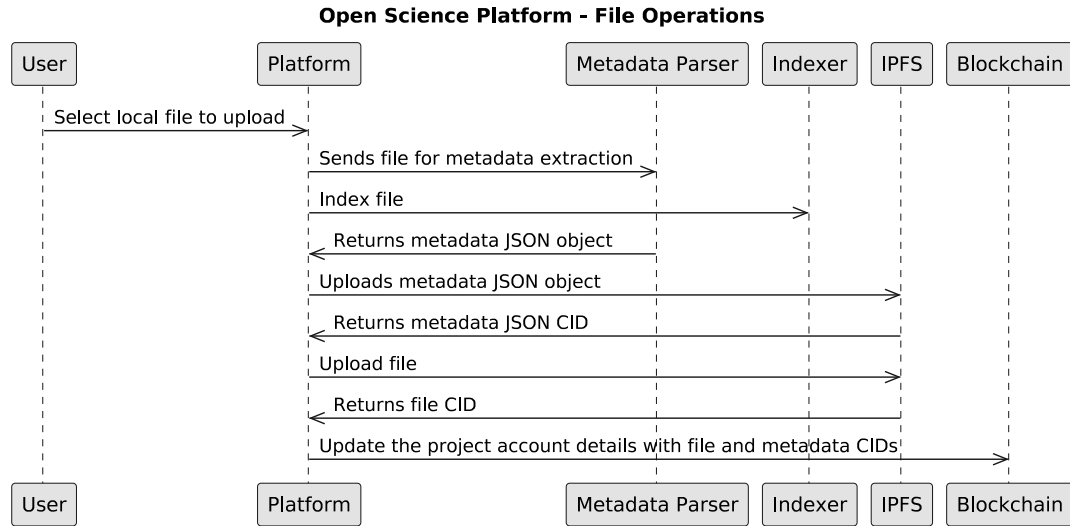 Open Science Platform - File Operations
User Platform Metadata Parser Indexer IPFS Blockchain
Select local file to upload
Sends file for metadata extraction
Index file
Returns metadata JSON object
Uploads metadata JSON object
Returns metadata JSON CID
Upload file
Returns file CID
Update the project account details with file and metadata CIDs
User Platform Metadata Parser Indexer IPFS Blockchain